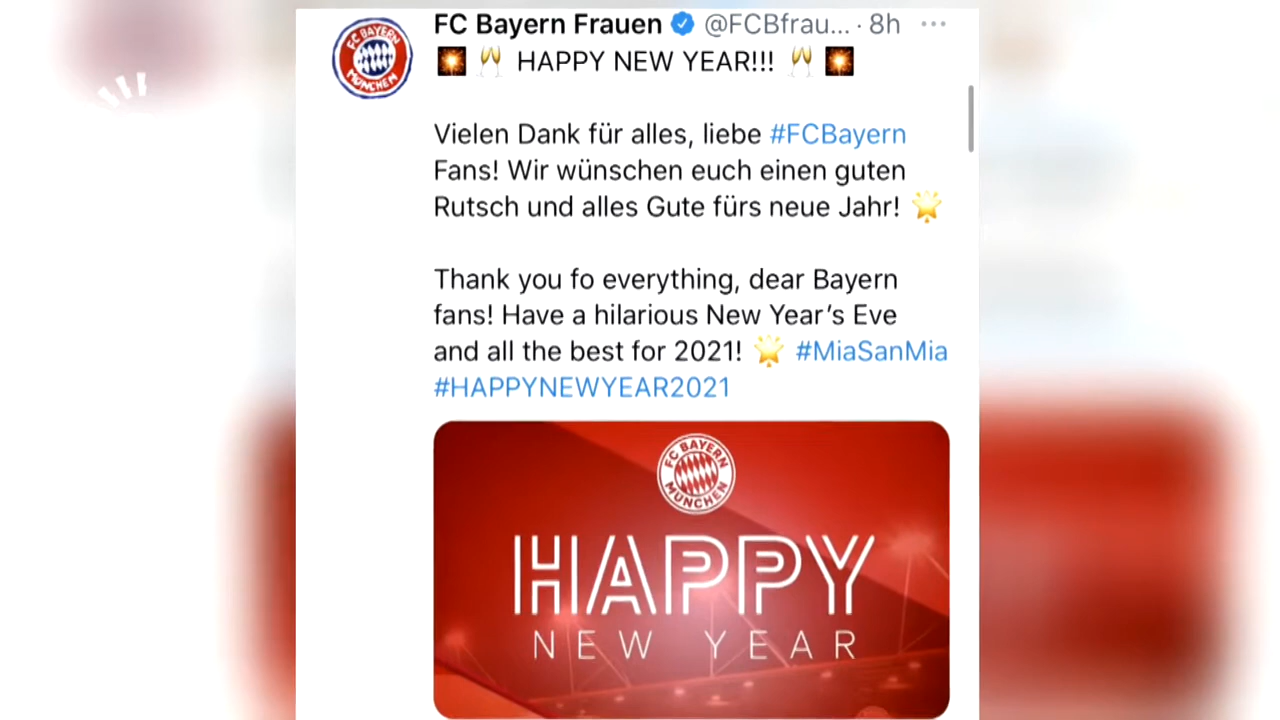 FC Bayern Frauen @FCBfrau... · 8h
HAPPY NEW YEAR!!!
Vielen Dank für alles, liebe #FCBayern
Fans! Wir wünschen euch einen guten
Rutsch und alles Gute fürs neue Jahr!
Thank you fo everything, dear Bayern
fans! Have a hilarious New Year's Eve
and all the best for 2021! #MiaSanMia
#HAPPYNEWYEAR2021
FC BAYERN
MÜNCHEN
HAPPY
NEW YEAR